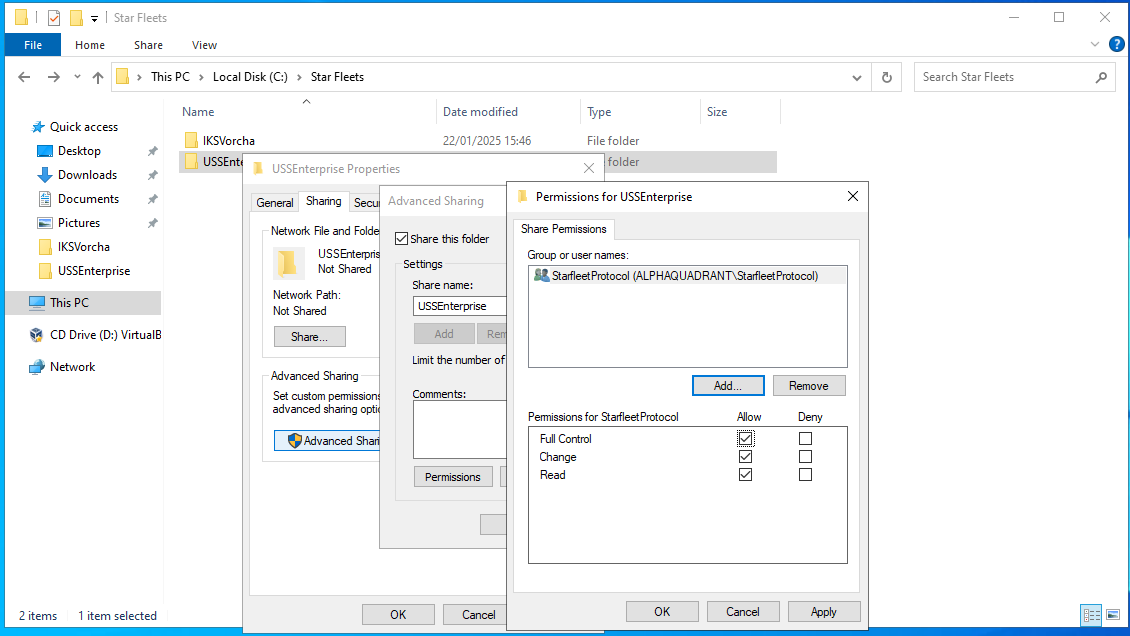 Star Fleets
File Home Share View
This PC > Local Disk (C:) > Star Fleets
Search Star Fleets
Name Date modified Type Size
Quick access
Desktop
Downloads
Documents
Pictures
IKSVorcha
USSEnterprise
This PC
CD Drive (D:) VirtualB
Network
IKSVorcha 22/01/2025 15:46 File folder
USSEnte folder
USSEnterprise Properties
General Sharing Secur
Network File and Folde
USSEnterpris
Not Shared
Network Path:
Not Shared
Share...
Advanced Sharing
Set custom permissions
advanced sharing optio
Advanced Shari
OK Cancel
Advanced Sharing
Share this folder
Settings
Share name:
USSEnterprise
Add Rem
Limit the number of
Comments:
Permissions
Permissions for USSEnterprise
Share Permissions
Group or user names:
StarfleetProtocol (ALPHAQUADRANT\StarfleetProtocol)
Add... Remove
Permissions for StarfleetProtocol Allow Deny
Full Control
Change
Read
OK Cancel Apply
2 items 1 item selected